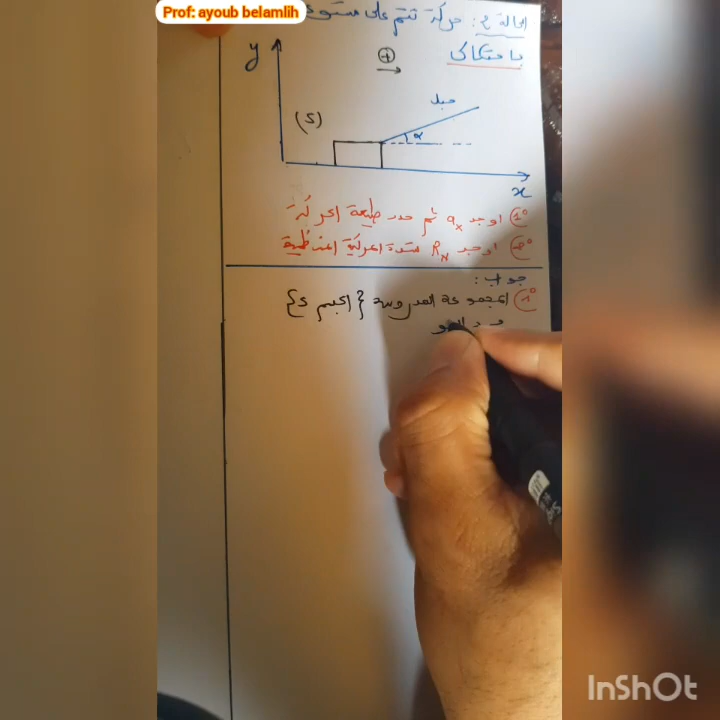 Prof: ayoub belamlih
الحالة 2: حركة تتم على مستوى
باحتكاك
y
+
حبل
(S)
α
x
1° اوجد ax ثم حدد طبيعة الحركة
2° اوجد RN شدة المركبة المنظمية
جواب:
1° المجموعة المدروسة {الجسم S}
InShOt